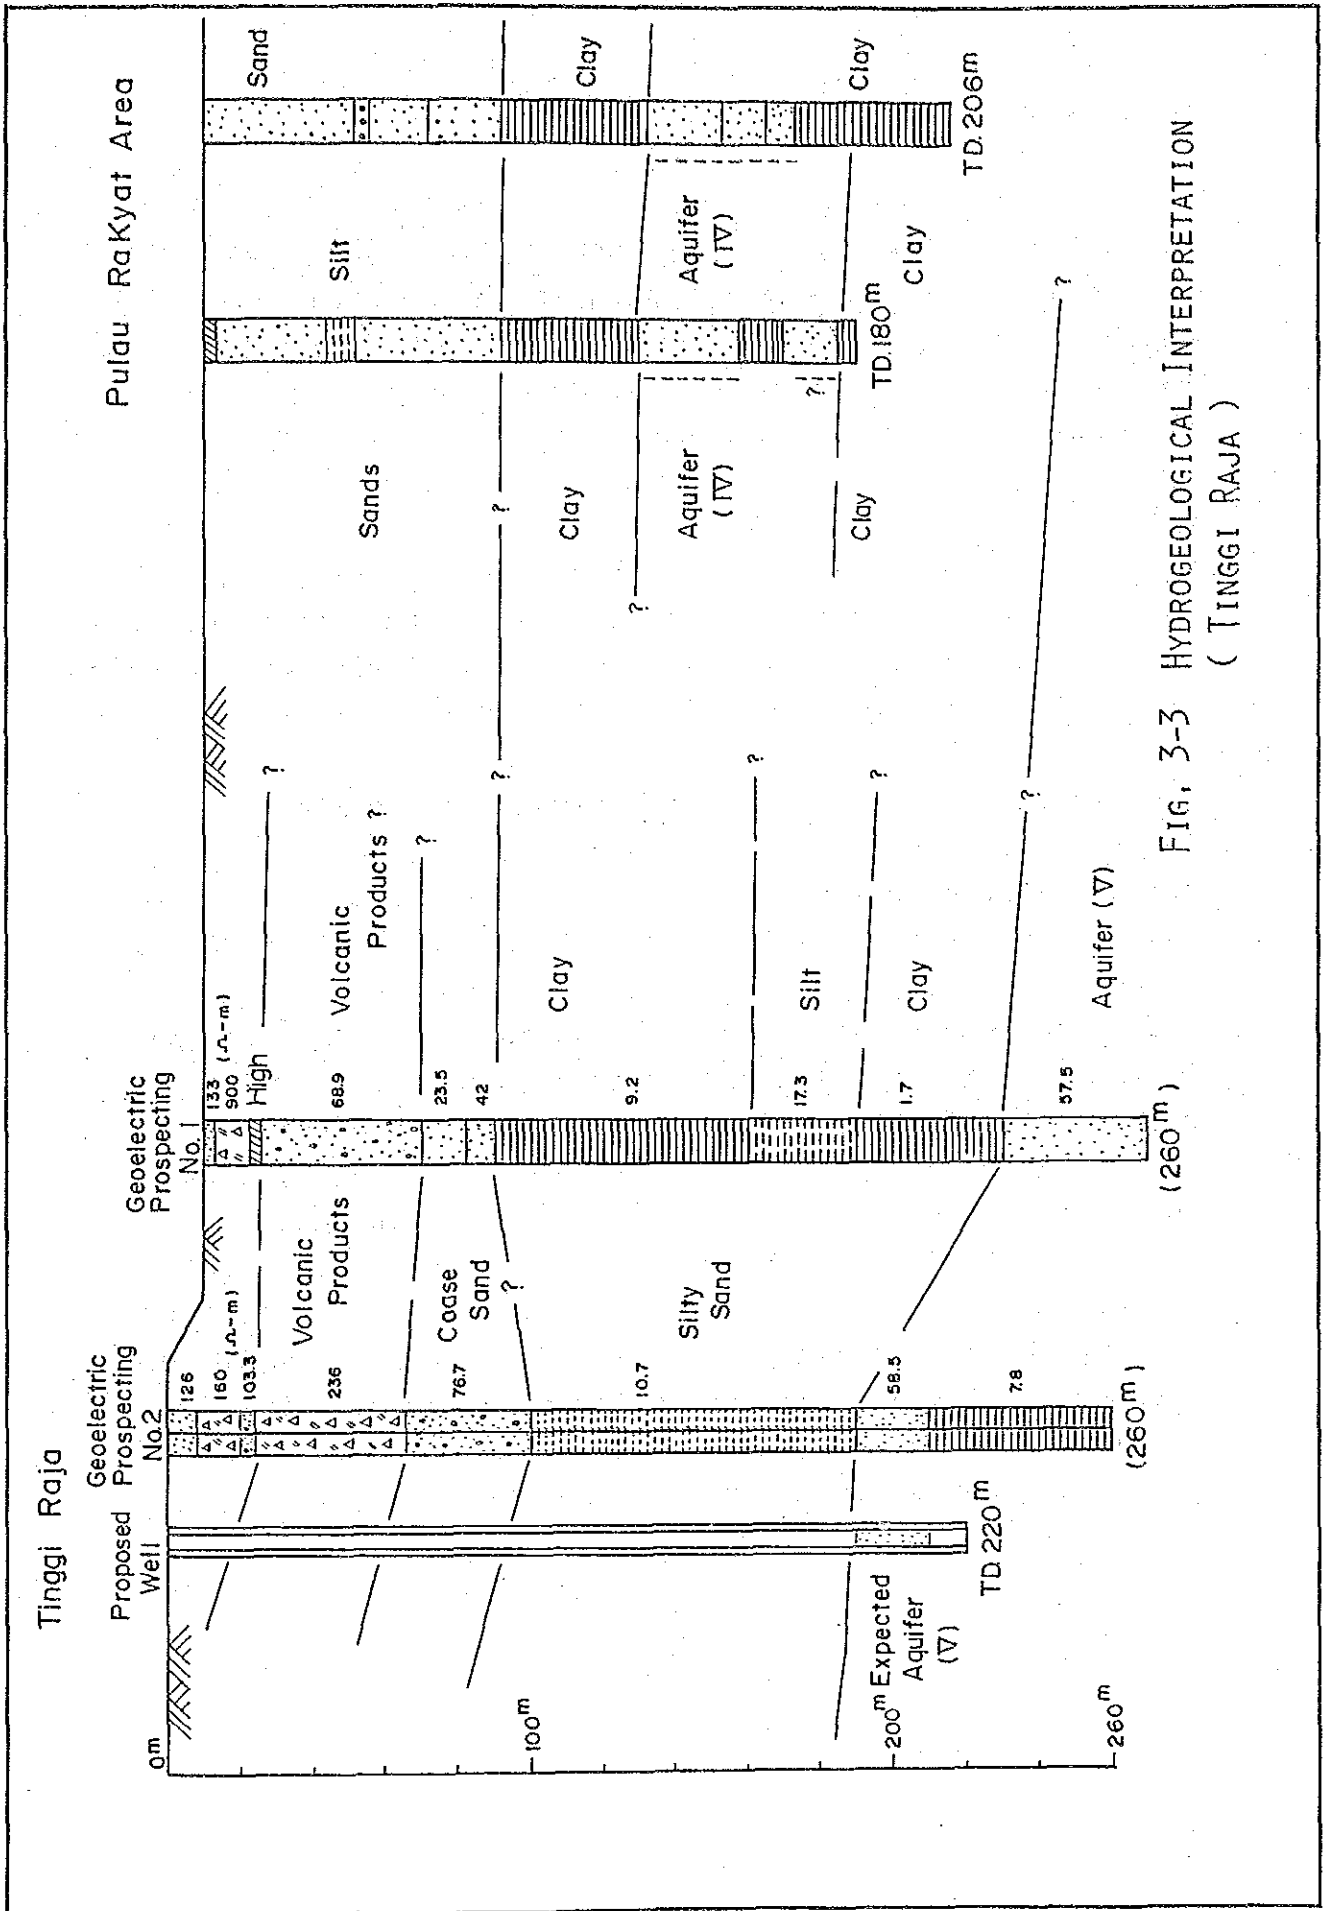 Tinggi Raja
Pulau RaKyat Area
Proposed
Well
Geoelectric
Prospecting
No.2
Geoelectric
Prospecting
No.1
0m
100m
200m
260m
126
160 (Ω-m)
103.3
236
76.7
10.7
58.5
7.8
(260m)
TD.220m
Expected
Aquifer
(V)
Volcanic
Products
Coase
Sand
?
Silty
Sand
133 (Ω-m)
900
High
68.9
23.5
42
9.2
17.3
1.7
57.5
(260m)
Volcanic
Products ?
Clay
Silt
Clay
Aquifer (V)
?
?
?
?
?
?
Sands
?
Clay
?
Aquifer
(IV)
Clay
?
TD.180m
Silt
Aquifer
(IV)
Clay
?
Sand
Clay
Clay
TD.206m
FIG, 3-3 HYDROGEOLOGICAL INTERPRETATION
( TINGGI RAJA )